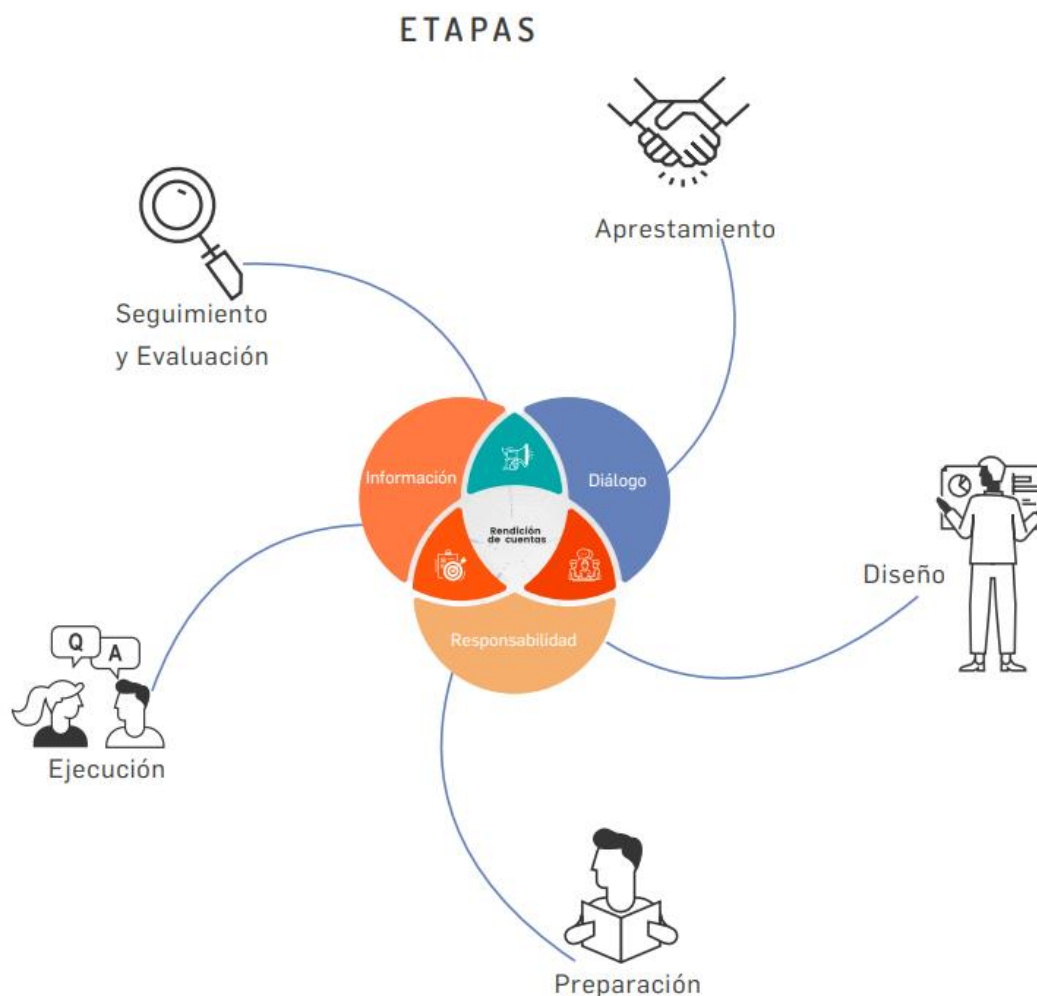 ETAPAS
Aprestamiento
Seguimiento
y Evaluación
Información
Diálogo
Rendición
de cuentas
Diseño
Responsabilidad
Q
A
Ejecución
Preparación